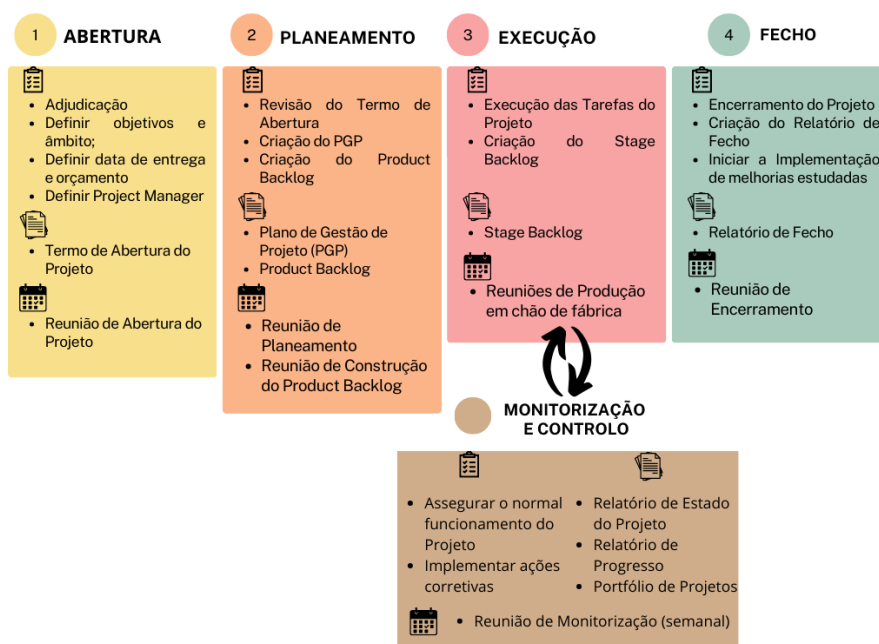 1 ABERTURA
Adjudicação
Definir objetivos e
âmbito;
Definir data de entrega
e orçamento
Definir Project Manager
Termo de Abertura do
Projeto
Reunião de Abertura do
Projeto
2 PLANEAMENTO
Revisão do Termo de
Abertura
Criação do PGP
Criação do Product
Backlog
Plano de Gestão de
Projeto (PGP)
Product Backlog
Reunião de
Planeamento
Reunião de Construção
do Product Backlog
3 EXECUÇÃO
Execução das Tarefas do
Projeto
Criação do Stage
Backlog
Stage Backlog
Reuniões de Produção
em chão de fábrica
4 FECHO
Encerramento do Projeto
Criação do Relatório de
Fecho
Iniciar a Implementação
de melhorias estudadas
Relatório de Fecho
Reunião de
Encerramento
MONITORIZAÇÃO
E CONTROLO
Assegurar o normal
funcionamento do
Projeto
Implementar ações
corretivas
Relatório de Estado
do Projeto
Relatório de
Progresso
Portfólio de Projetos
Reunião de Monitorização (semanal)